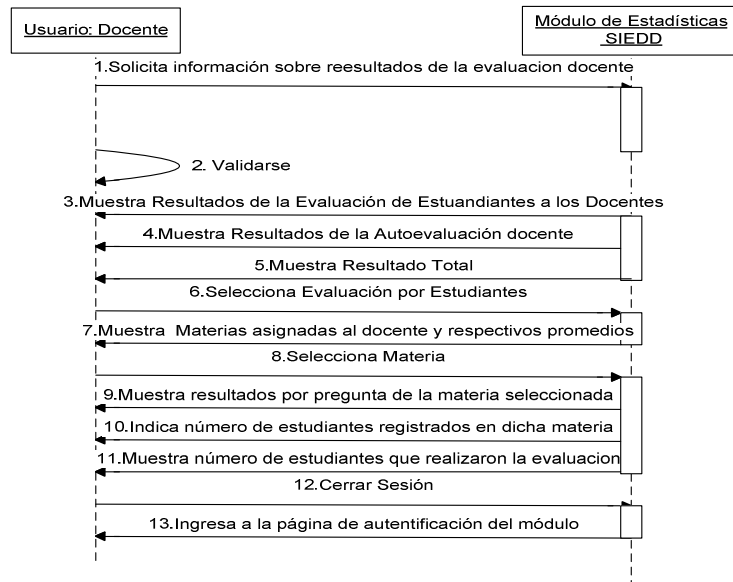 Usuario: Docente
Módulo de Estadísticas
SIEDD
1.Solicita información sobre reesultados de la evaluacion docente
2. Validarse
3.Muestra Resultados de la Evaluación de Estuandiantes a los Docentes
4.Muestra Resultados de la Autoevaluación docente
5.Muestra Resultado Total
6.Selecciona Evaluación por Estudiantes
7.Muestra Materias asignadas al docente y respectivos promedios
8.Selecciona Materia
9.Muestra resultados por pregunta de la materia seleccionada
10.Indica número de estudiantes registrados en dicha materia
11.Muestra número de estudiantes que realizaron la evaluacion
12.Cerrar Sesión
13.Ingresa a la página de autentificación del módulo